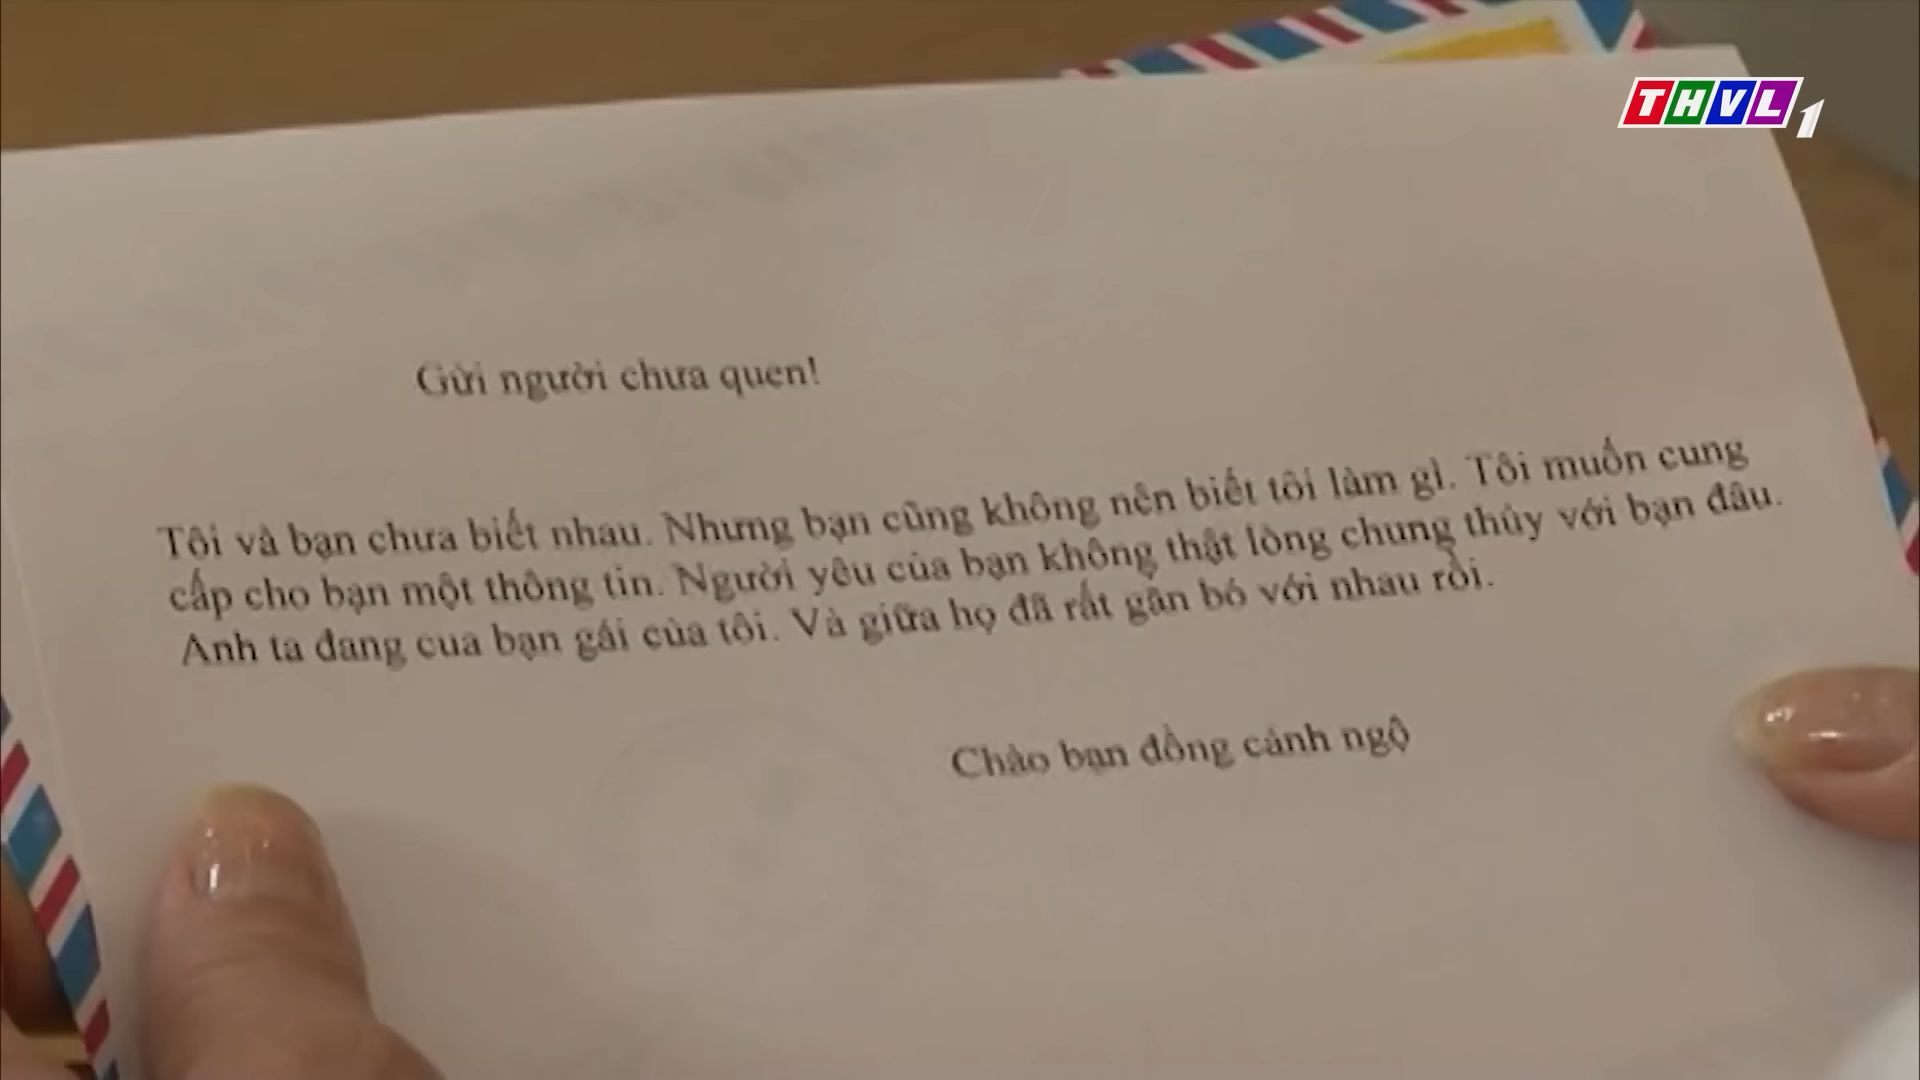 THVL1
Gửi người chưa quen!
Tôi và bạn chưa biết nhau. Nhưng bạn cũng không nên biết tôi làm gì. Tôi muốn cung
cấp cho bạn một thông tin. Người yêu của bạn không thật lòng chung thủy với bạn đâu.
Anh ta đang cua bạn gái của tôi. Và giữa họ đã rất gắn bó với nhau rồi.
Chào bạn đồng cảnh ngộ